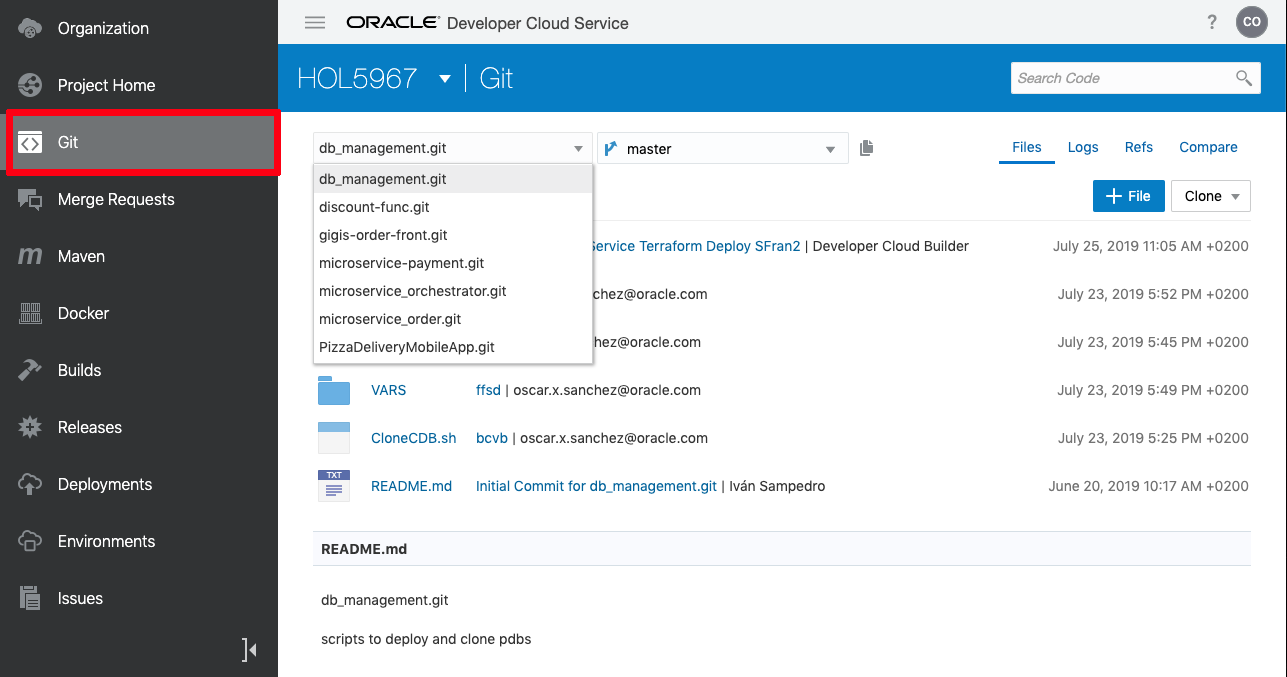 Organization
Project Home
Git
Merge Requests
Maven
Docker
Builds
Releases
Deployments
Environments
Issues
ORACLE® Developer Cloud Service
?
CO
HOL5967
Git
Search Code
db_management.git
master
Files
Logs
Refs
Compare
File
Clone
db_management.git
discount-func.git
gigis-order-front.git
microservice-payment.git
microservice_orchestrator.git
microservice_order.git
PizzaDeliveryMobileApp.git
Service Terraform Deploy SFran2 | Developer Cloud Builder July 25, 2019 11:05 AM +0200
chez@oracle.com July 23, 2019 5:52 PM +0200
hez@oracle.com July 23, 2019 5:45 PM +0200
VARS ffsd | oscar.x.sanchez@oracle.com July 23, 2019 5:49 PM +0200
CloneCDB.sh bcvb | oscar.x.sanchez@oracle.com July 23, 2019 5:25 PM +0200
TXT
README.md Initial Commit for db_management.git | Iván Sampedro June 20, 2019 10:17 AM +0200
README.md
db_management.git
scripts to deploy and clone pdbs